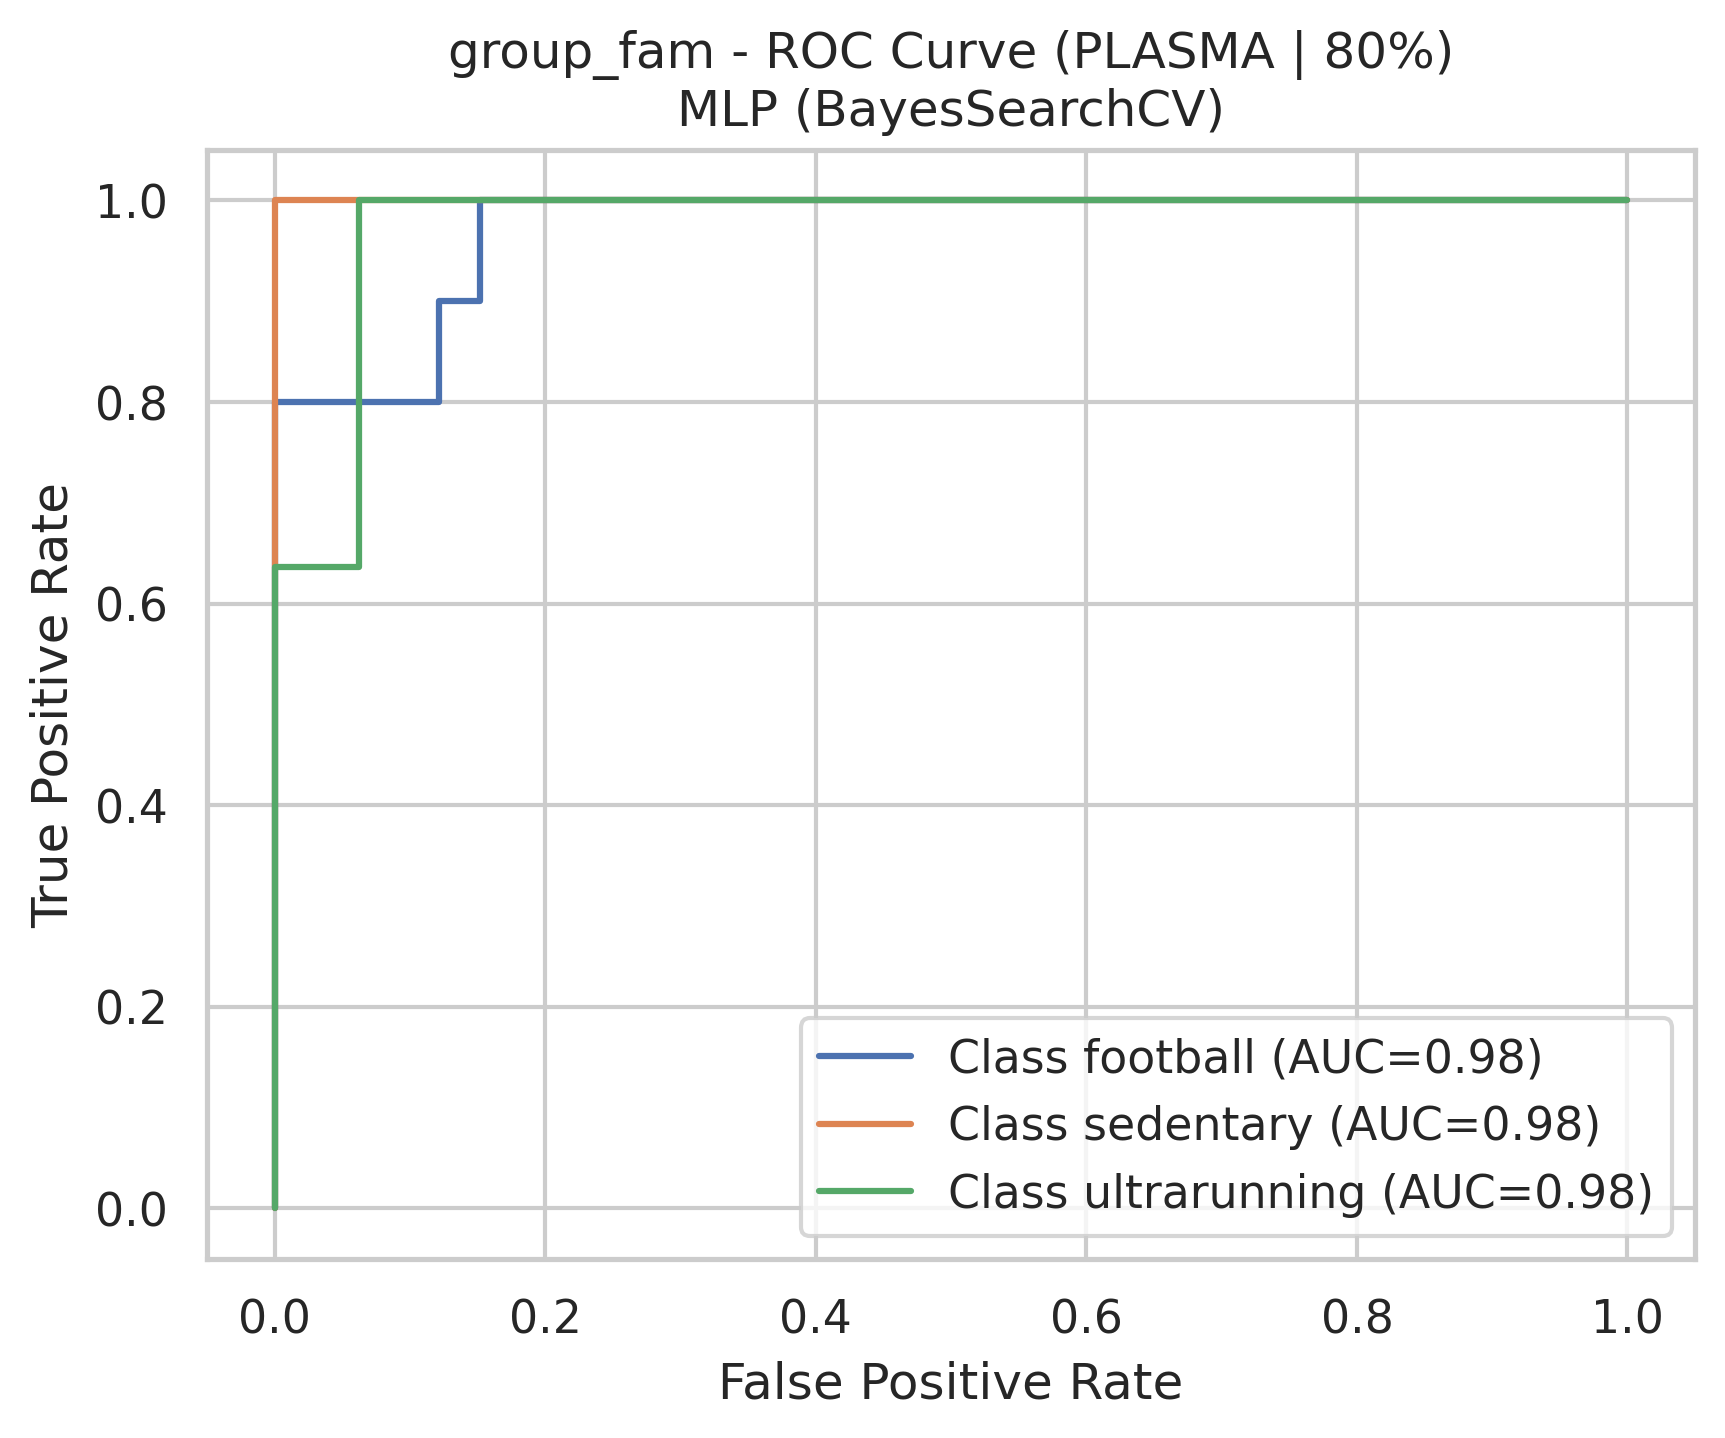 group_fam - ROC Curve (PLASMA | 80%)
MLP (BayesSearchCV)
True Positive Rate
1.0
0.8
0.6
0.4
0.2
0.0
Class football (AUC=0.98)
Class sedentary (AUC=0.98)
Class ultrarunning (AUC=0.98)
0.0 0.2 0.4 0.6 0.8 1.0
False Positive Rate